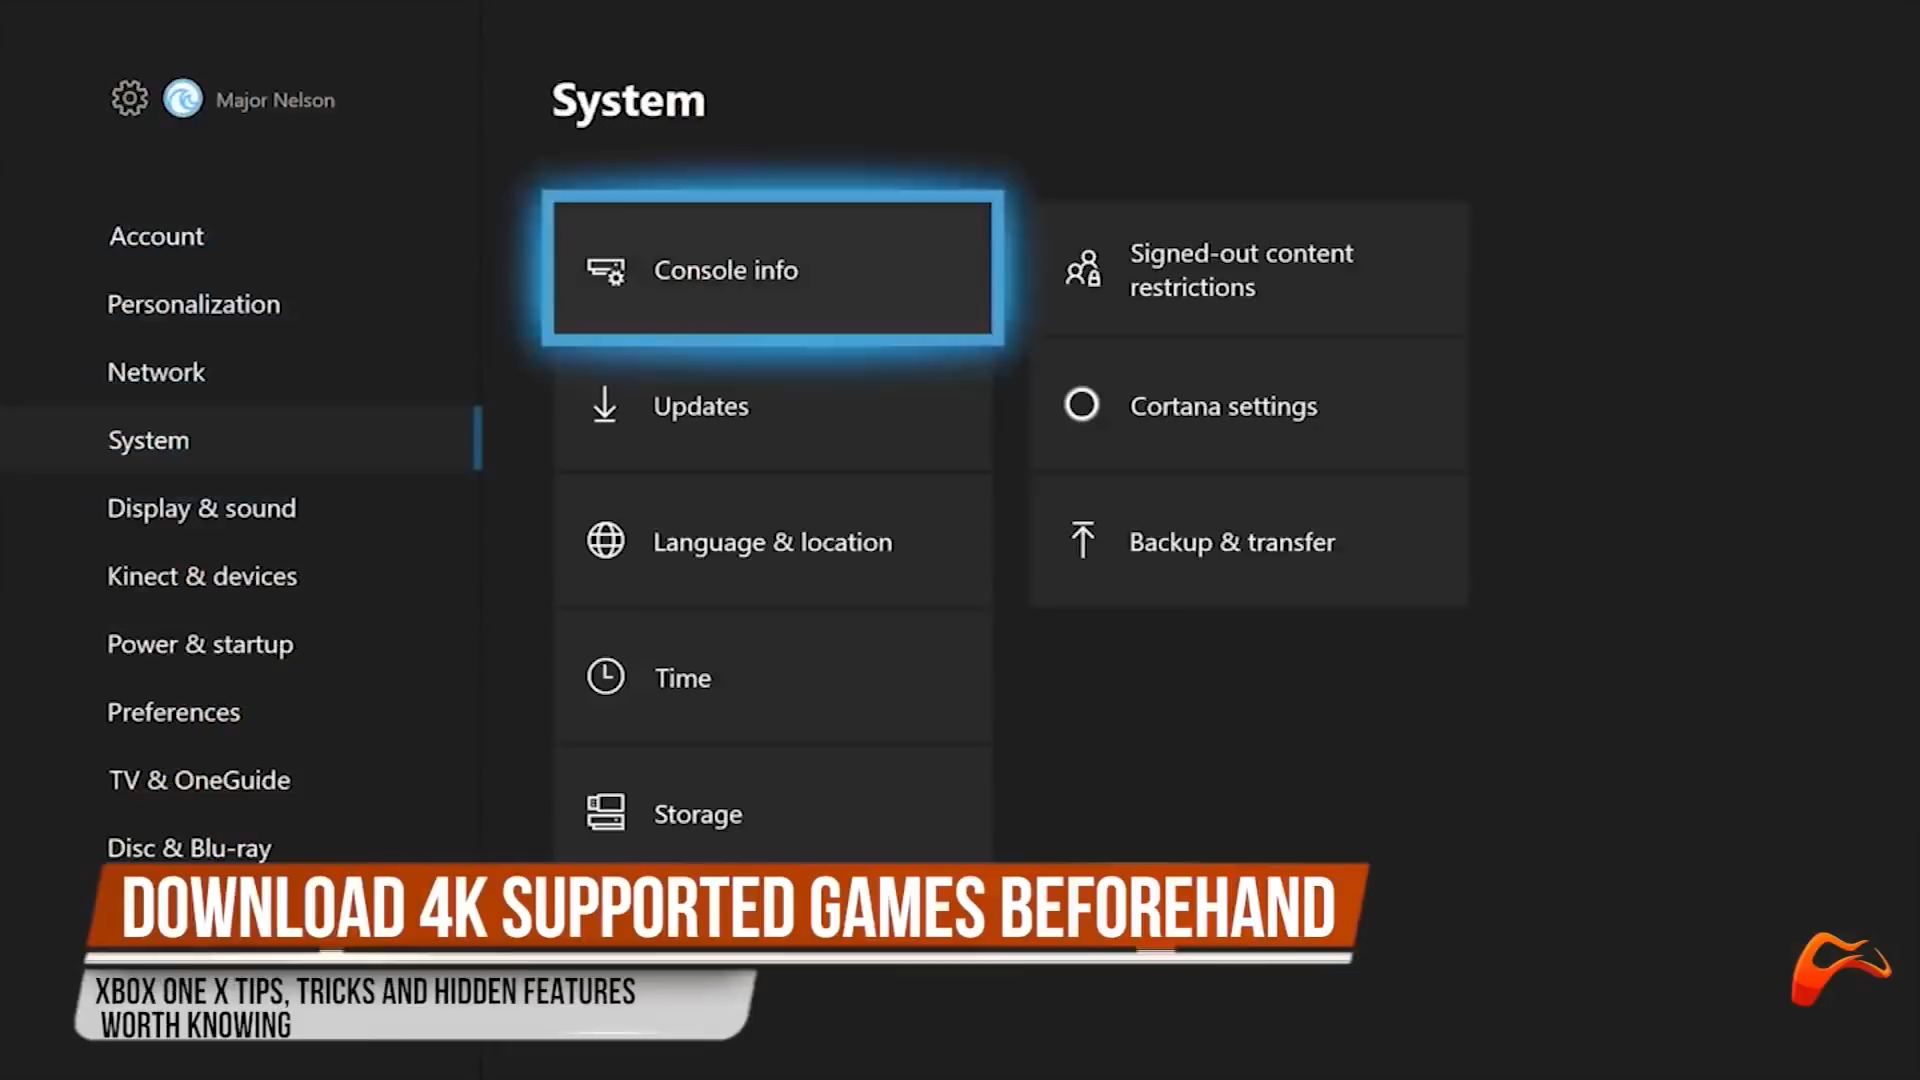 Major Nelson
System
Account
Personalization
Network
System
Display & sound
Kinect & devices
Power & startup
Preferences
TV & OneGuide
Disc & Blu-ray
Console info
Updates
Language & location
Time
Storage
Signed-out content
restrictions
Cortana settings
Backup & transfer
DOWNLOAD 4K SUPPORTED GAMES BEFOREHAND
XBOX ONE X TIPS, TRICKS AND HIDDEN FEATURES
WORTH KNOWING